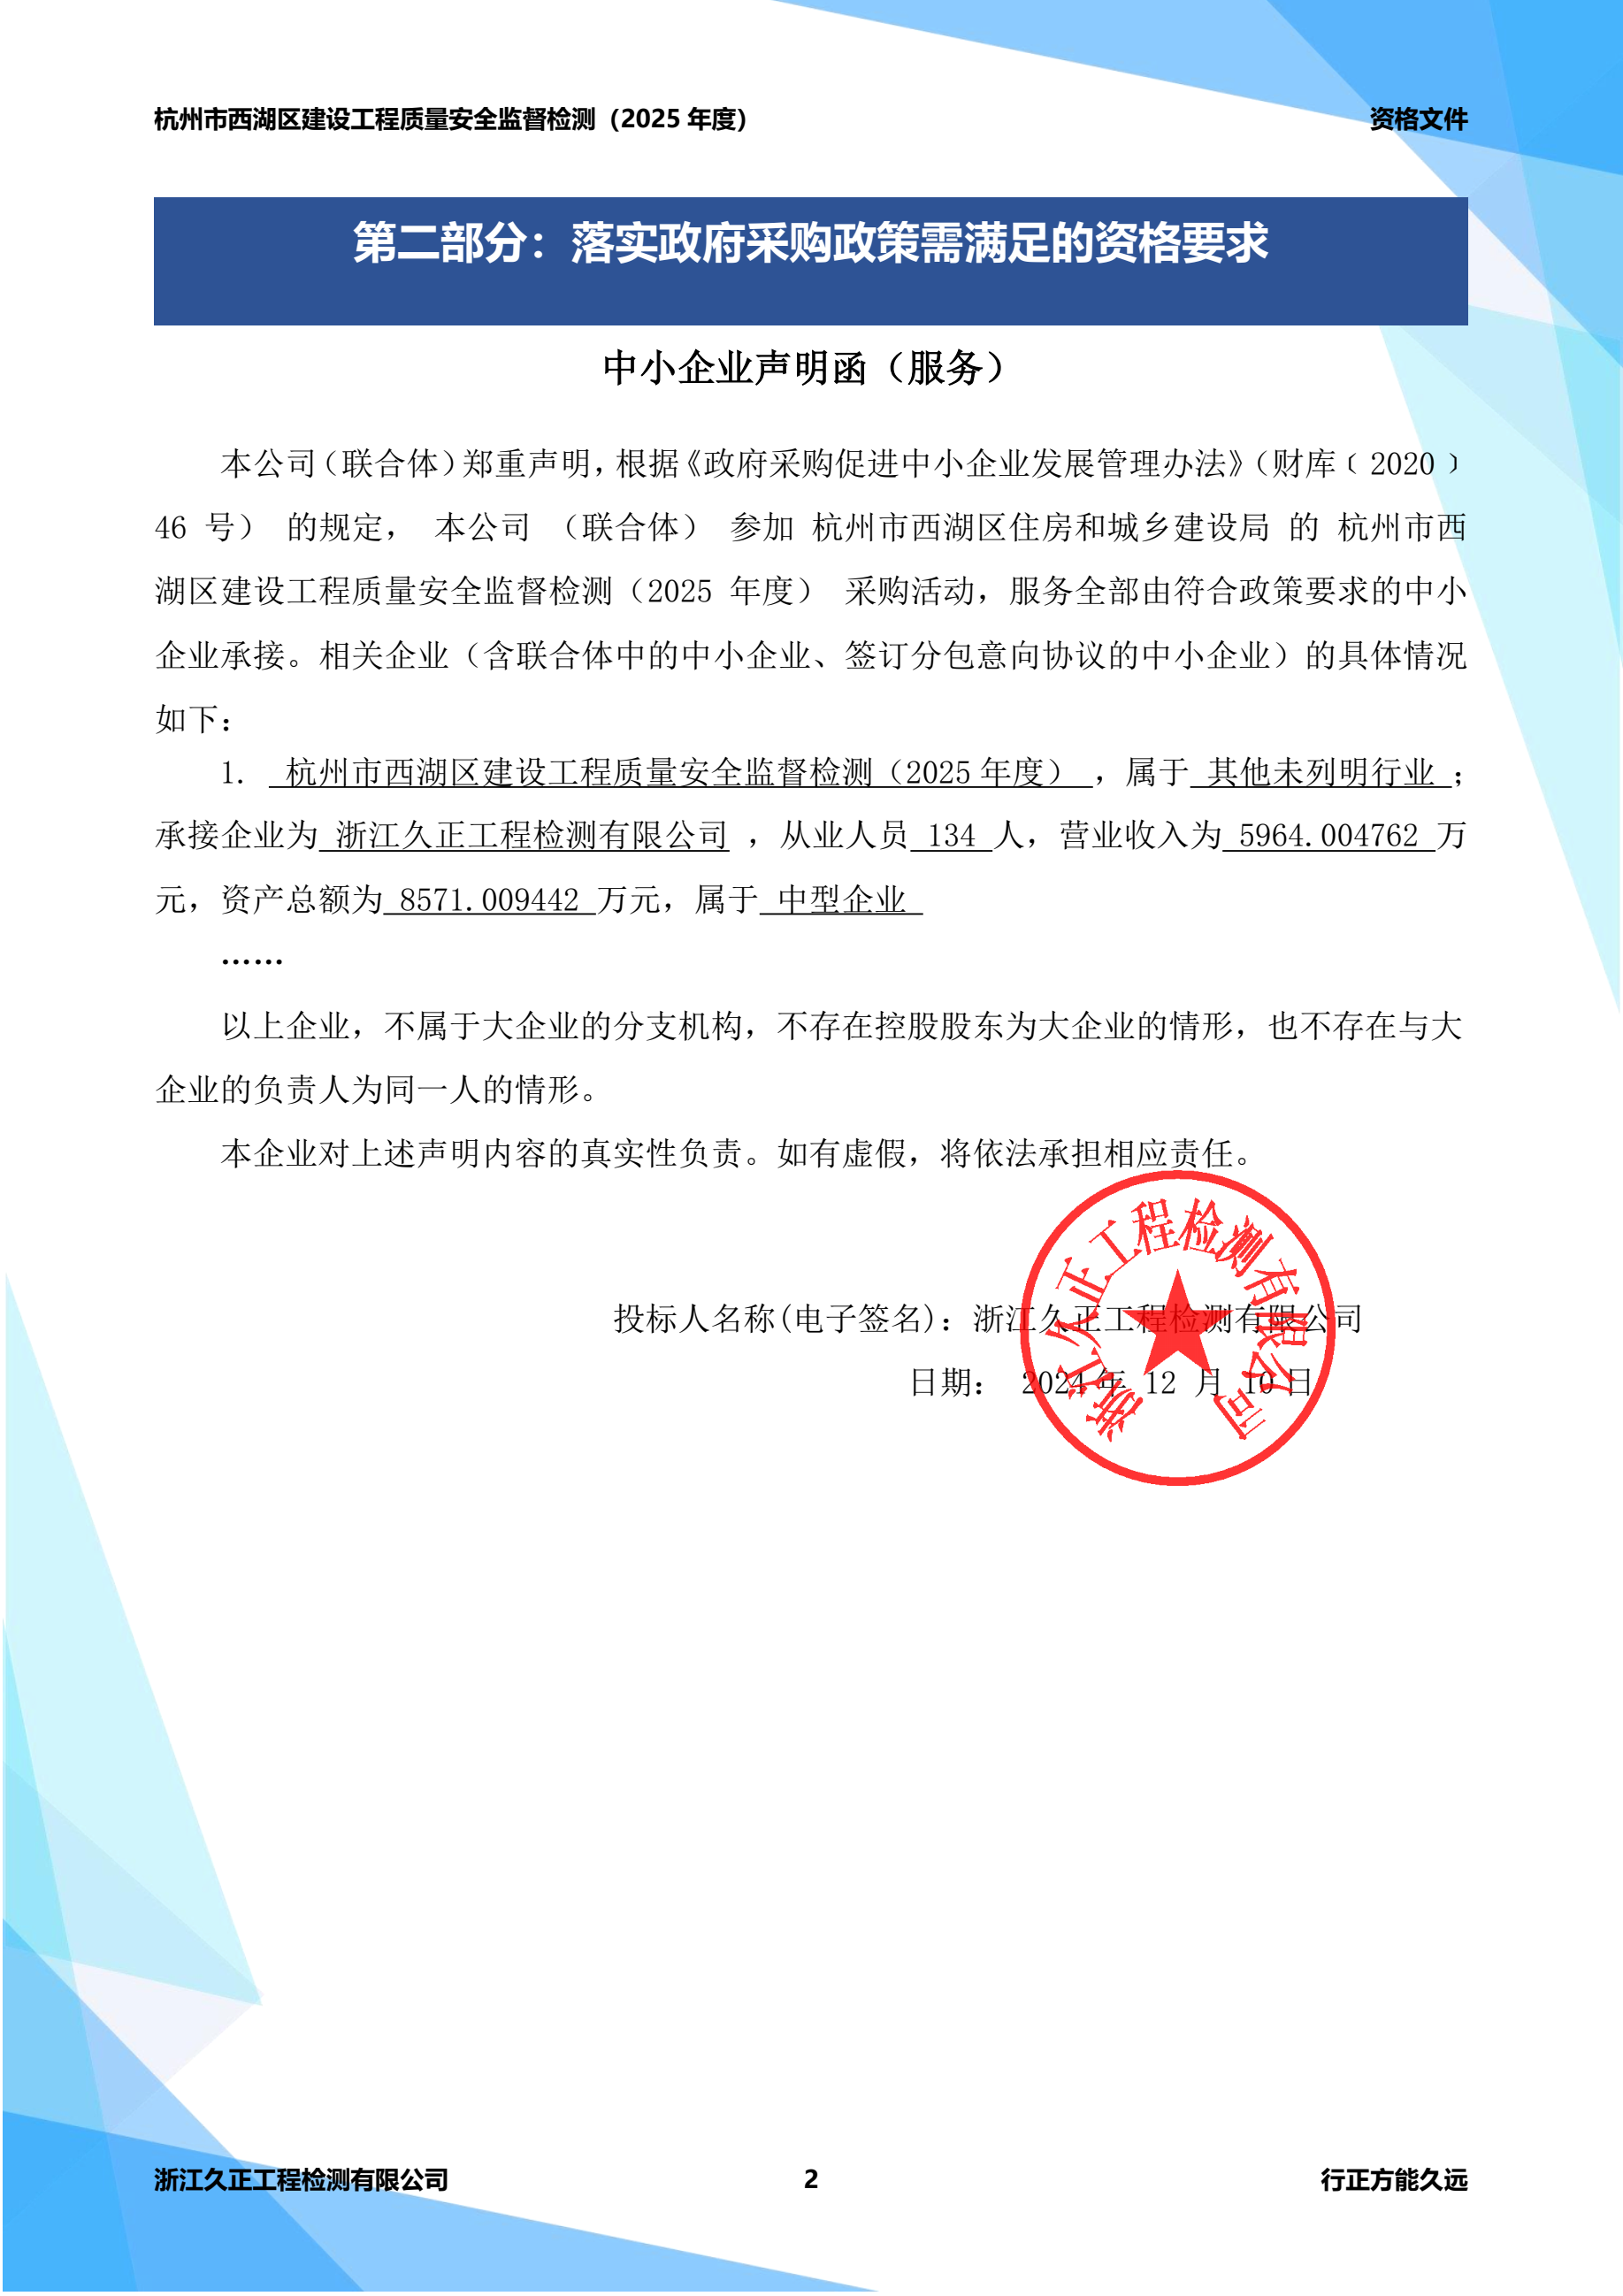 杭州市西湖区建设工程质量安全监督检测（2025 年度） 资格文件
第二部分：落实政府采购政策需满足的资格要求
中小企业声明函（服务）
本公司（联合体）郑重声明，根据《政府采购促进中小企业发展管理办法》（财库﹝2020﹞
46 号） 的规定， 本公司 （联合体） 参加 杭州市西湖区住房和城乡建设局 的 杭州市西
湖区建设工程质量安全监督检测（2025 年度） 采购活动，服务全部由符合政策要求的中小
企业承接。相关企业（含联合体中的中小企业、签订分包意向协议的中小企业）的具体情况
如下：
1. 杭州市西湖区建设工程质量安全监督检测（2025 年度） ，属于 其他未列明行业 ；
承接企业为 浙江久正工程检测有限公司 ，从业人员 134 人，营业收入为 5964.004762 万
元，资产总额为 8571.009442 万元，属于 中型企业
……
以上企业，不属于大企业的分支机构，不存在控股股东为大企业的情形，也不存在与大
企业的负责人为同一人的情形。
本企业对上述声明内容的真实性负责。如有虚假，将依法承担相应责任。
投标人名称(电子签名)：浙江久正工程检测有限公司
日期： 2024 年 12 月 10 日
浙江久正工程检测有限公司
浙江久正工程检测有限公司 2 行正方能久远